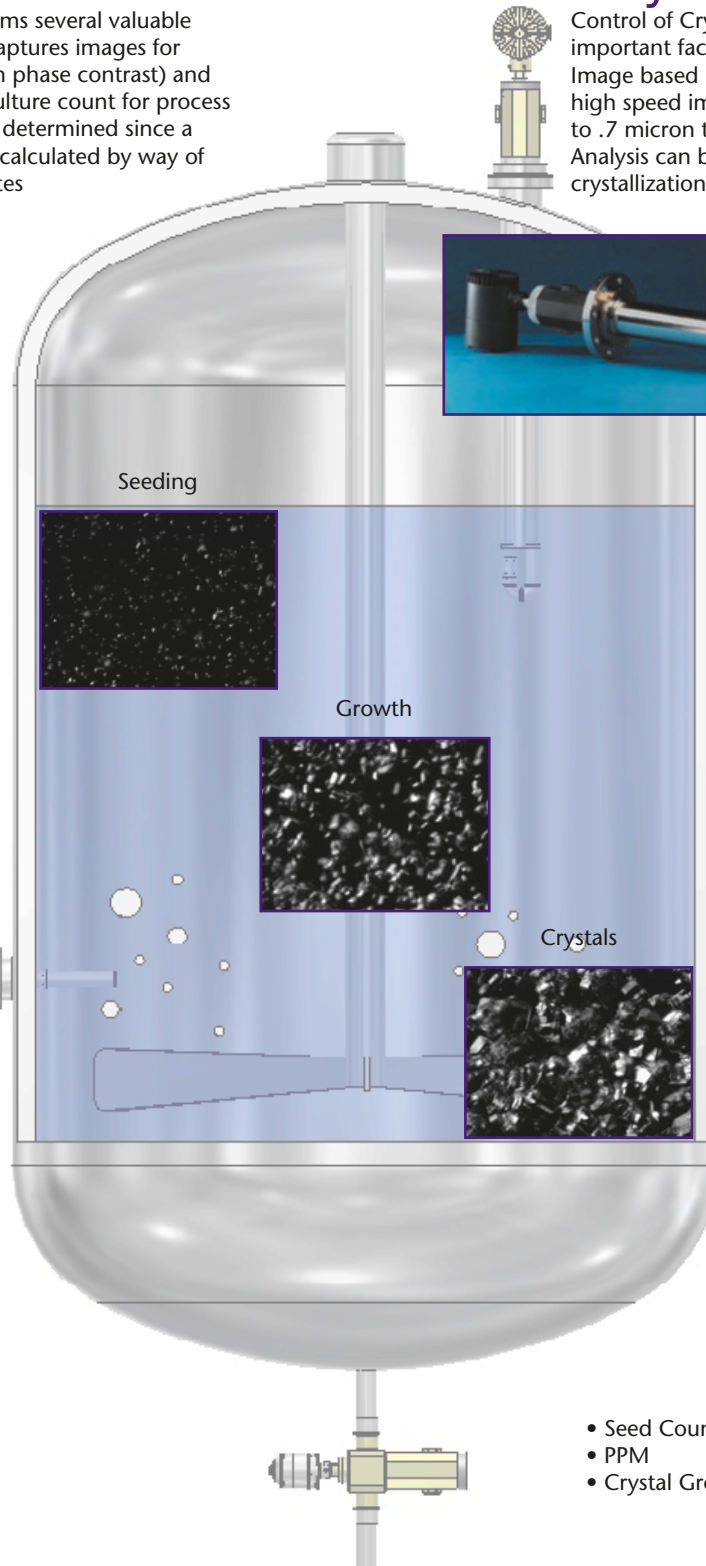 ms several valuable
aptures images for
n phase contrast) and
ulture count for process
determined since a
calculated by way of
tes
Control of Cry
important fac
Image based
high speed im
to .7 micron t
Analysis can b
crystallization
Seeding
Growth
Crystals
• Seed Coun
• PPM
• Crystal Gro